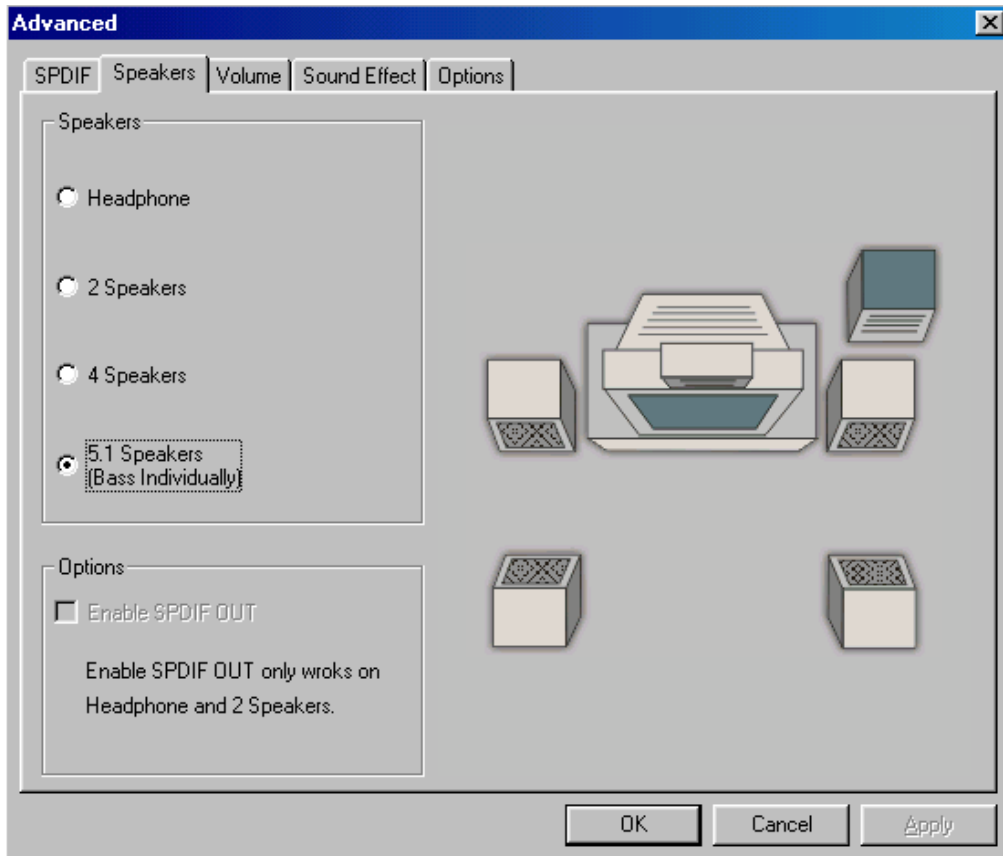 Advanced
SPDIF Speakers Volume Sound Effect Options
Speakers
Headphone
2 Speakers
4 Speakers
5.1 Speakers
(Bass Individually)
Options
Enable SPDIF OUT
Enable SPDIF OUT only wroks on
Headphone and 2 Speakers.
OK Cancel Apply